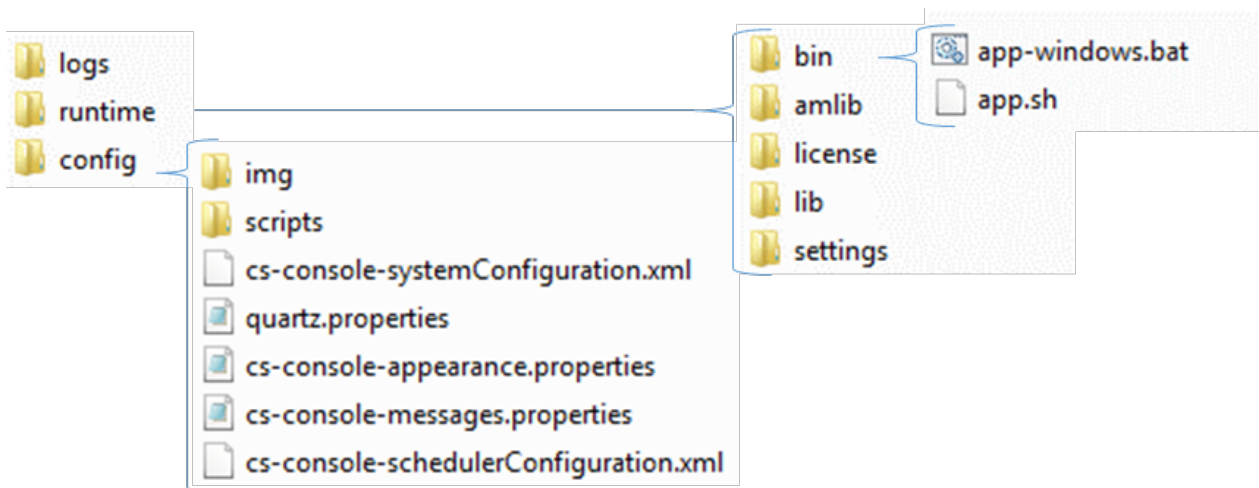 logs
runtime
config
img
scripts
cs-console-systemConfiguration.xml
quartz.properties
cs-console-appearance.properties
cs-console-messages.properties
cs-console-schedulerConfiguration.xml
bin
amlib
license
lib
settings
app-windows.bat
app.sh